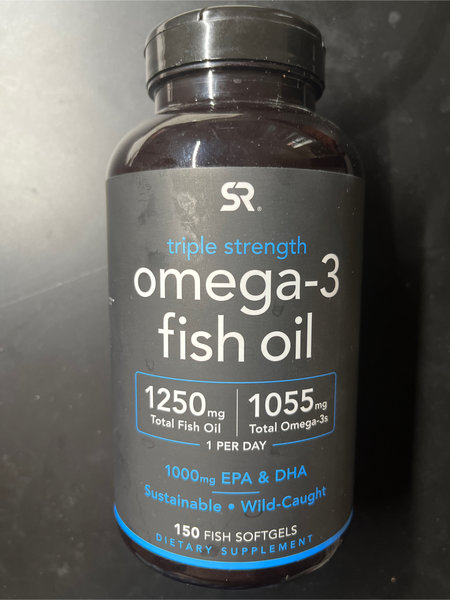 SR®
triple strength
omega-3
fish oil
1250mg 1055mg
Total Fish Oil Total Omega-3s
1 PER DAY
1000mg EPA & DHA
Sustainable • Wild-Caught
150 FISH SOFTGELS
DIETARY SUPPLEMENT